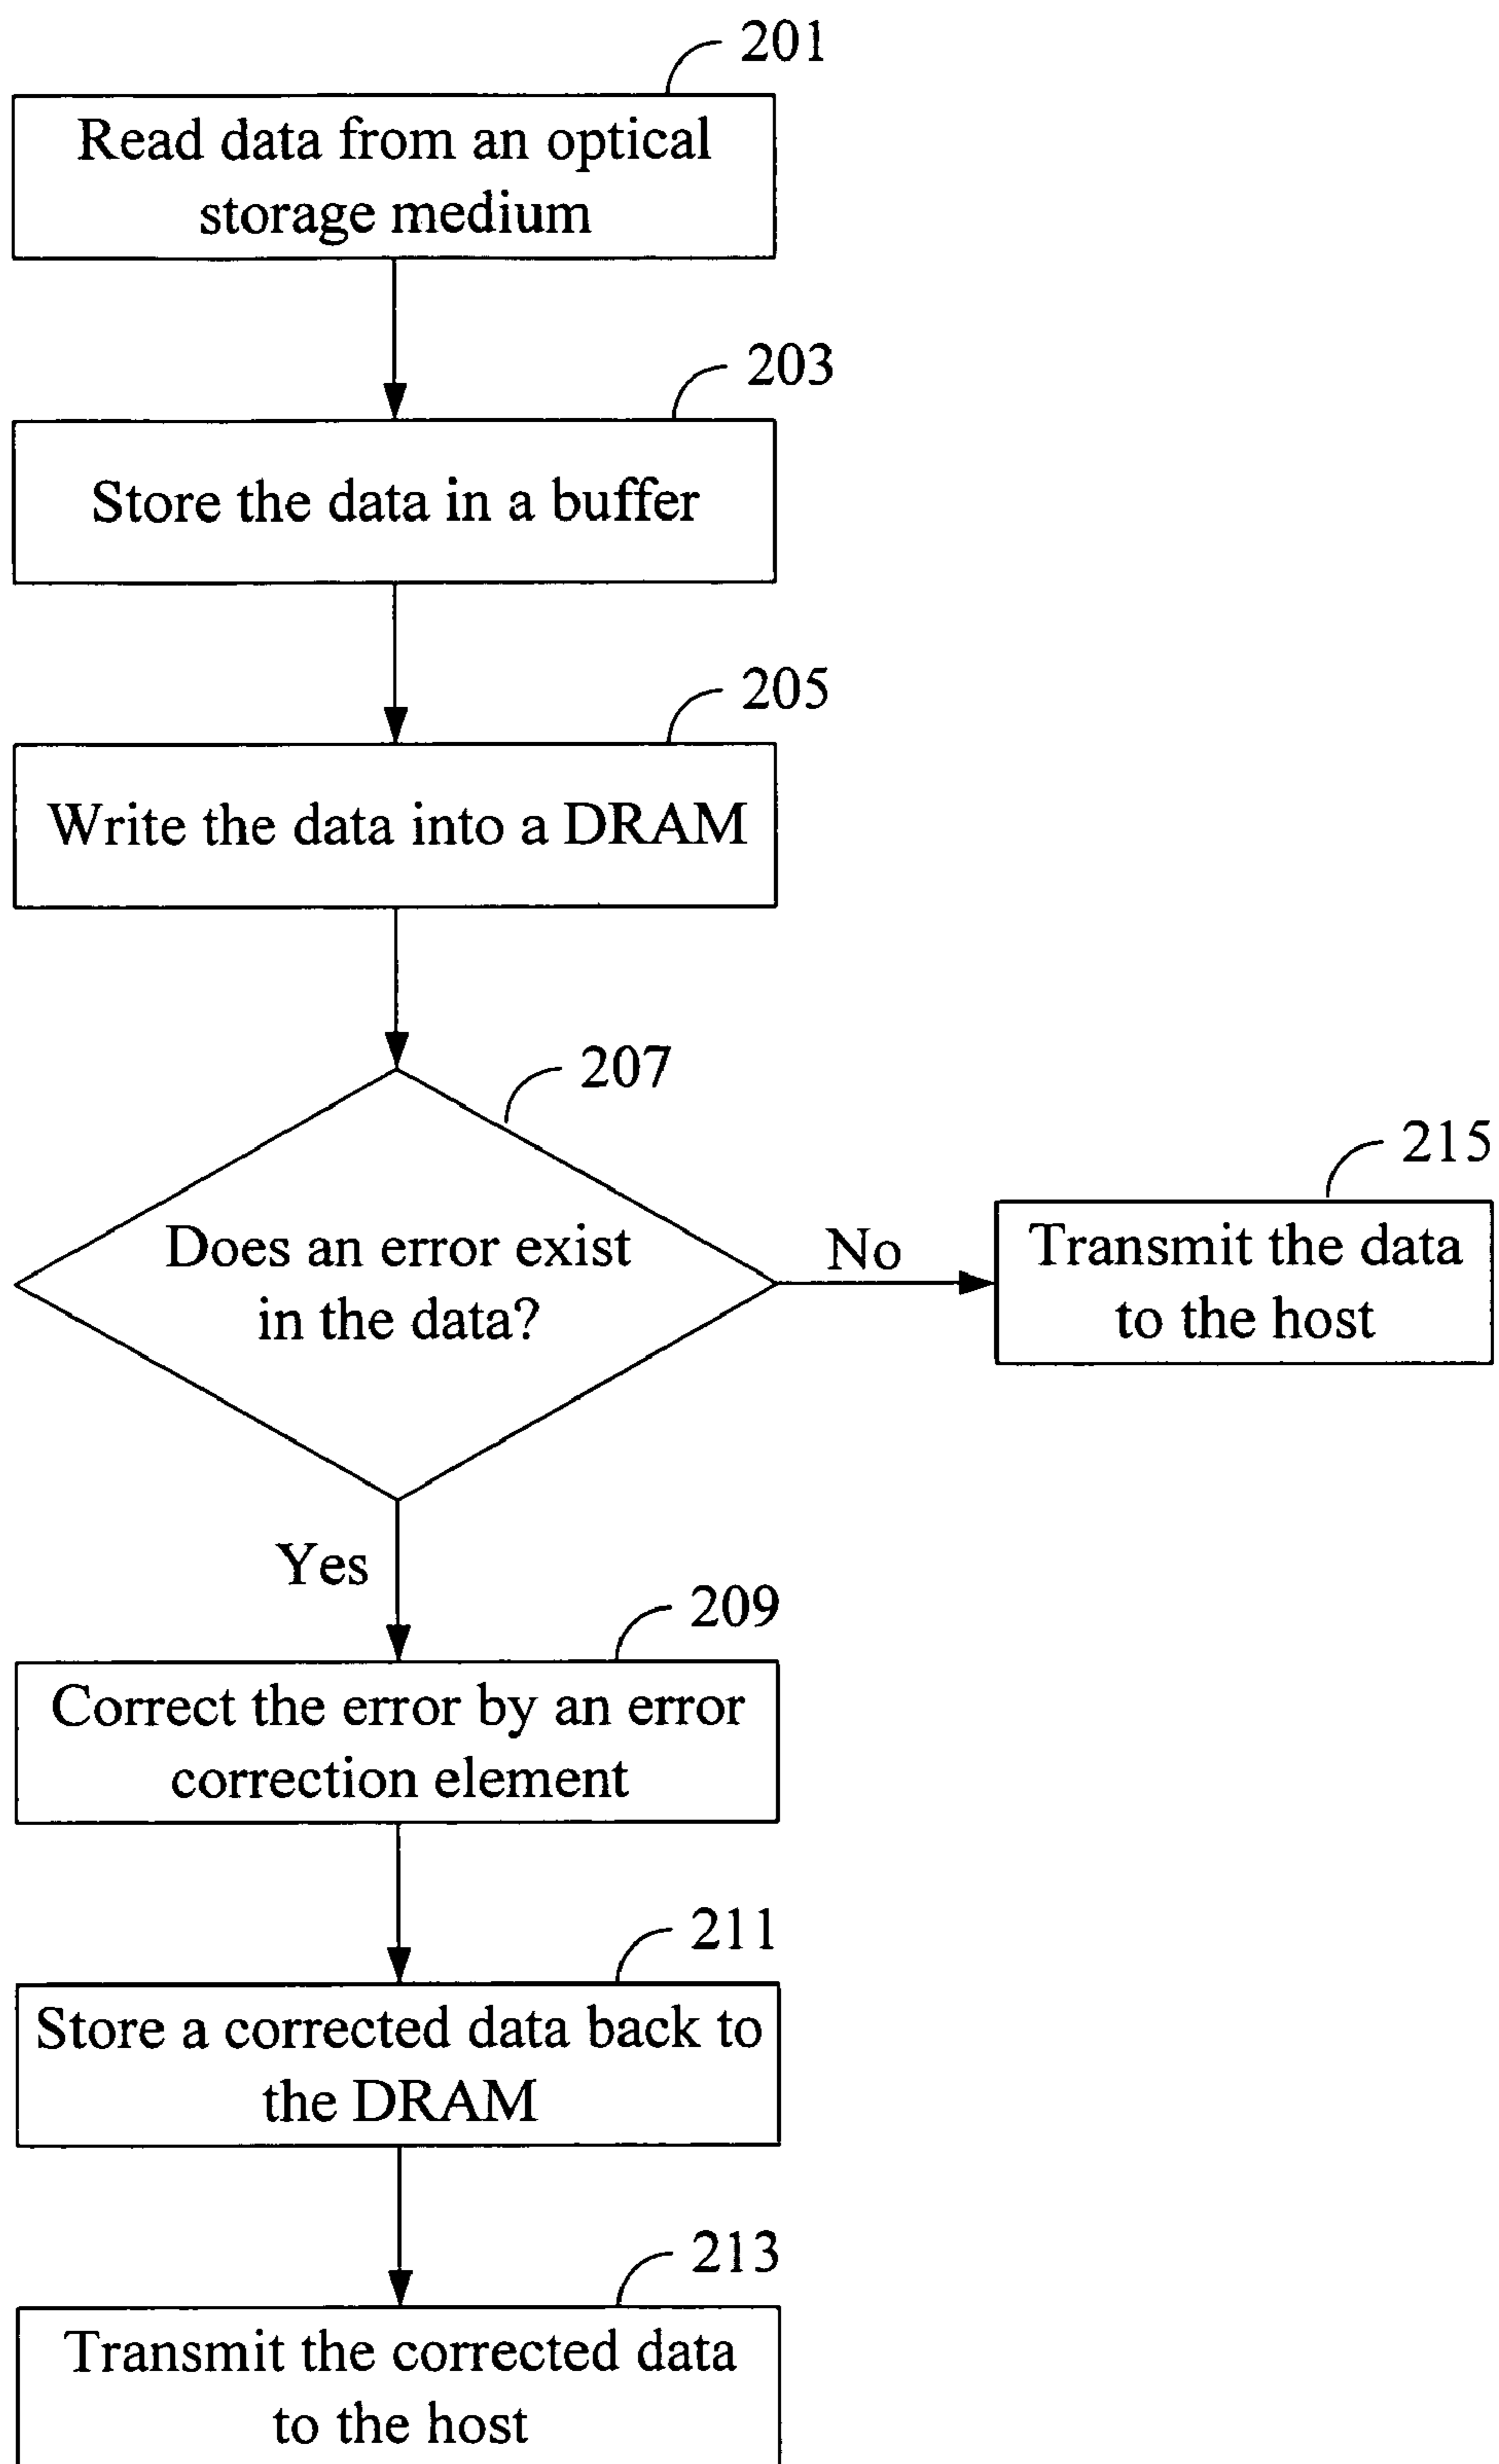 201
Read data from an optical
storage medium
203
Store the data in a buffer
205
Write the data into a DRAM
207
Does an error exist
in the data?
No
215
Transmit the data
to the host
Yes
209
Correct the error by an error
correction element
211
Store a corrected data back to
the DRAM
213
Transmit the corrected data
to the host